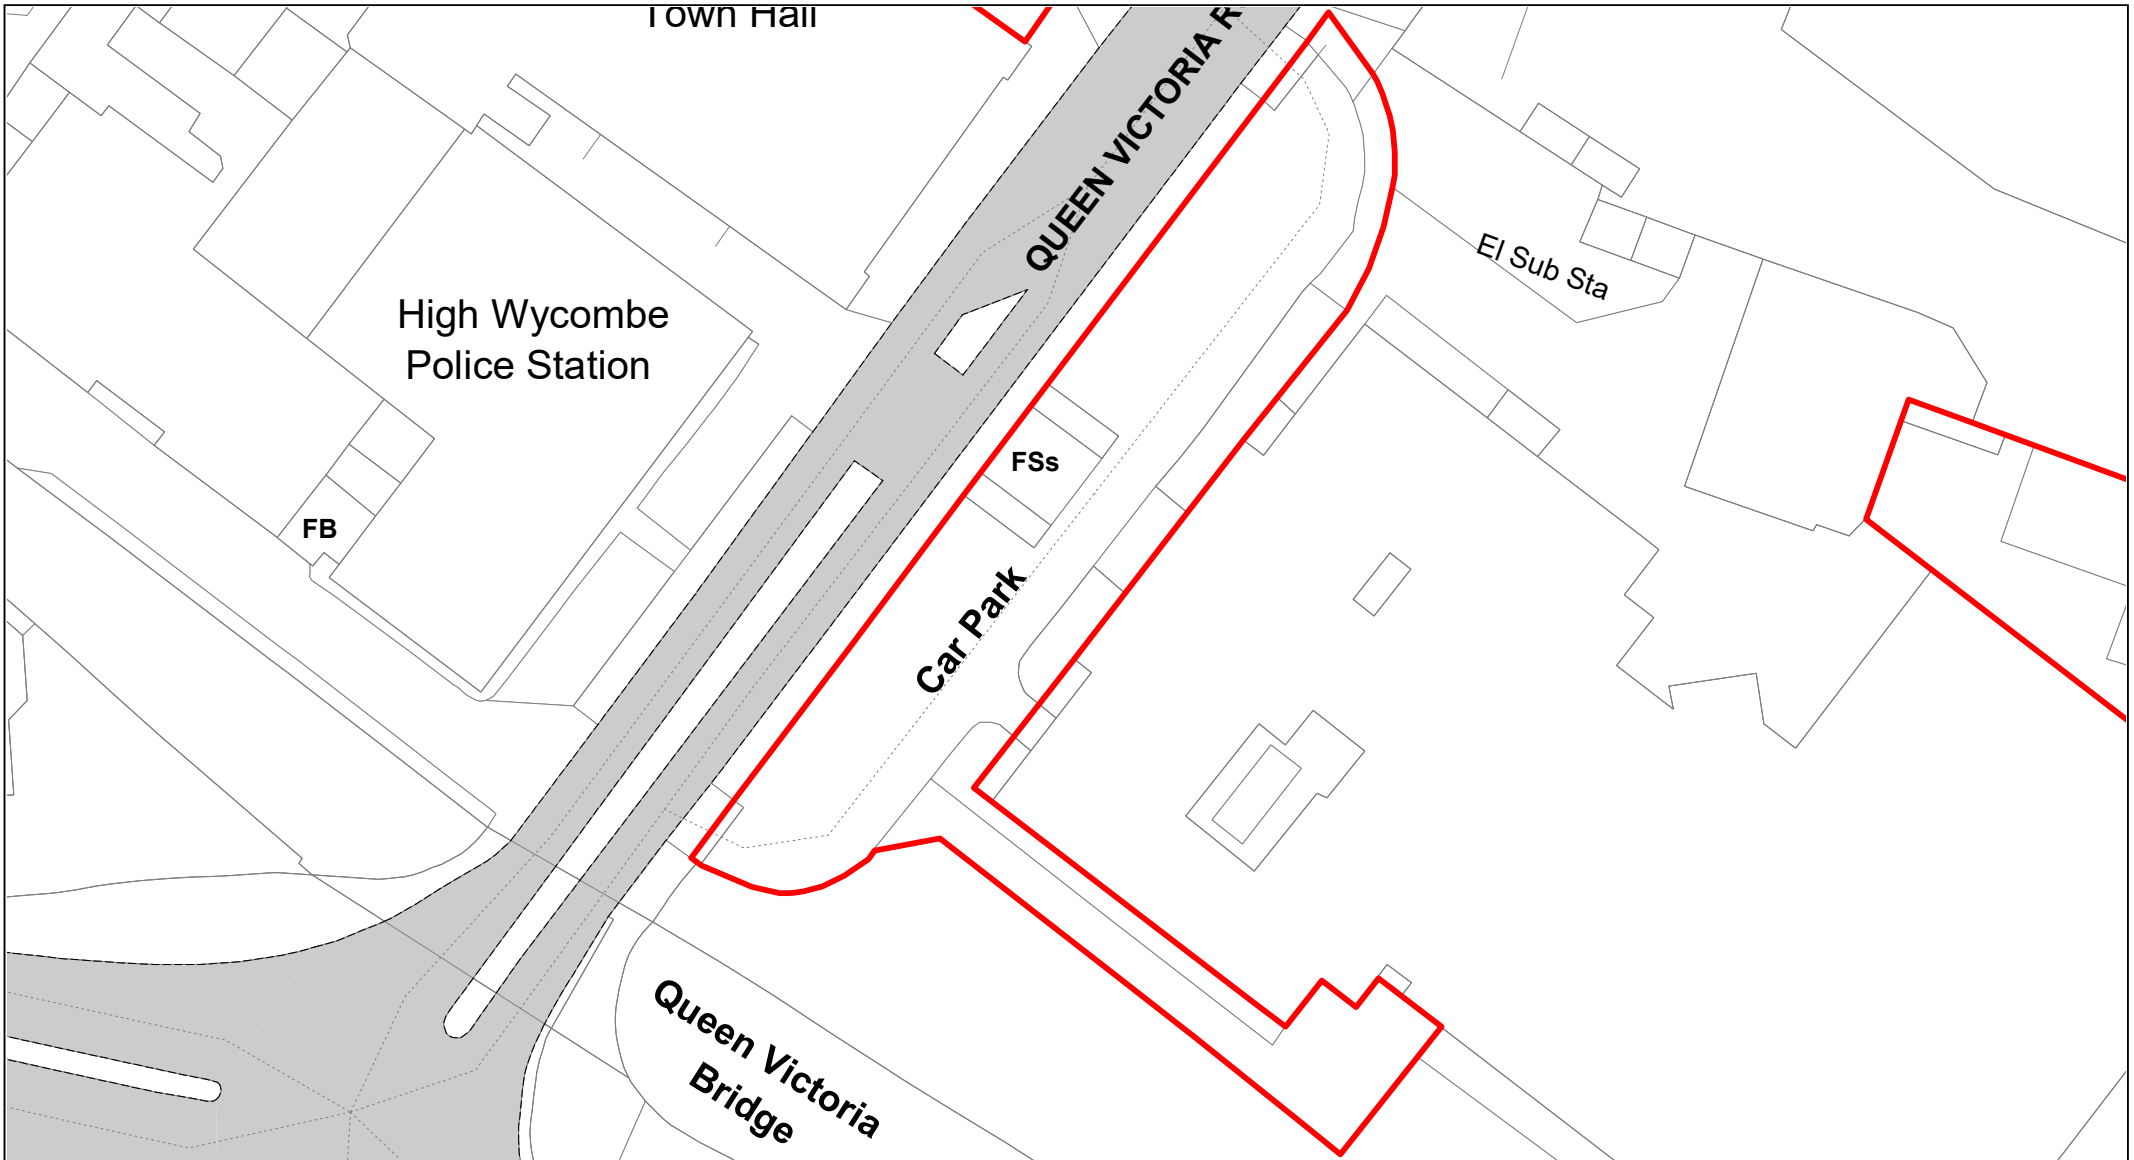 Town Hall
QUEEN VICTORIA R
El Sub Sta
High Wycombe
Police Station
FSs
FB
Car Park
Queen Victoria
Bridge